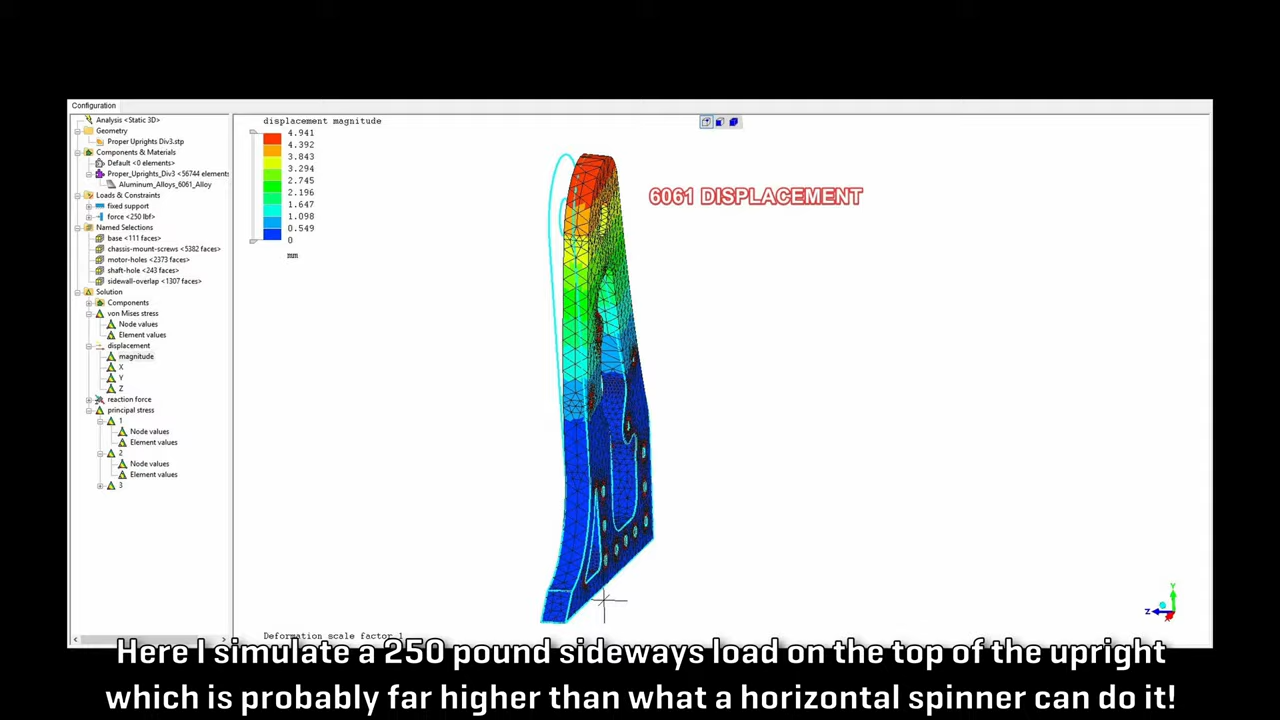 Configuration
Analysis <Static 3D>
Geometry
Proper Uprights Div3.stp
Components & Materials
Default <0 elements>
Proper_Uprights_Div3 <56744 elements
Aluminum_Alloys_6061_Alloy
Loads & Constraints
fixed support
force <250 lbf>
Named Selections
base <111 faces>
chassis-mount-screws <5382 faces>
motor-holes <2373 faces>
shaft-hole <243 faces>
sidewall-overlap <1307 faces>
Solution
Components
von Mises stress
Node values
Element values
displacement
magnitude
X
Y
Z
reaction force
principal stress
1
Node values
Element values
2
Node values
Element values
3
displacement magnitude
4.941
4.392
3.843
3.294
2.745
2.196
1.647
1.098
0.549
0
mm
6061 DISPLACEMENT
Y
Z
X
Deformation scale factor 1
Here I simulate a 250 pound sideways load on the top of the upright
which is probably far higher than what a horizontal spinner can do it!